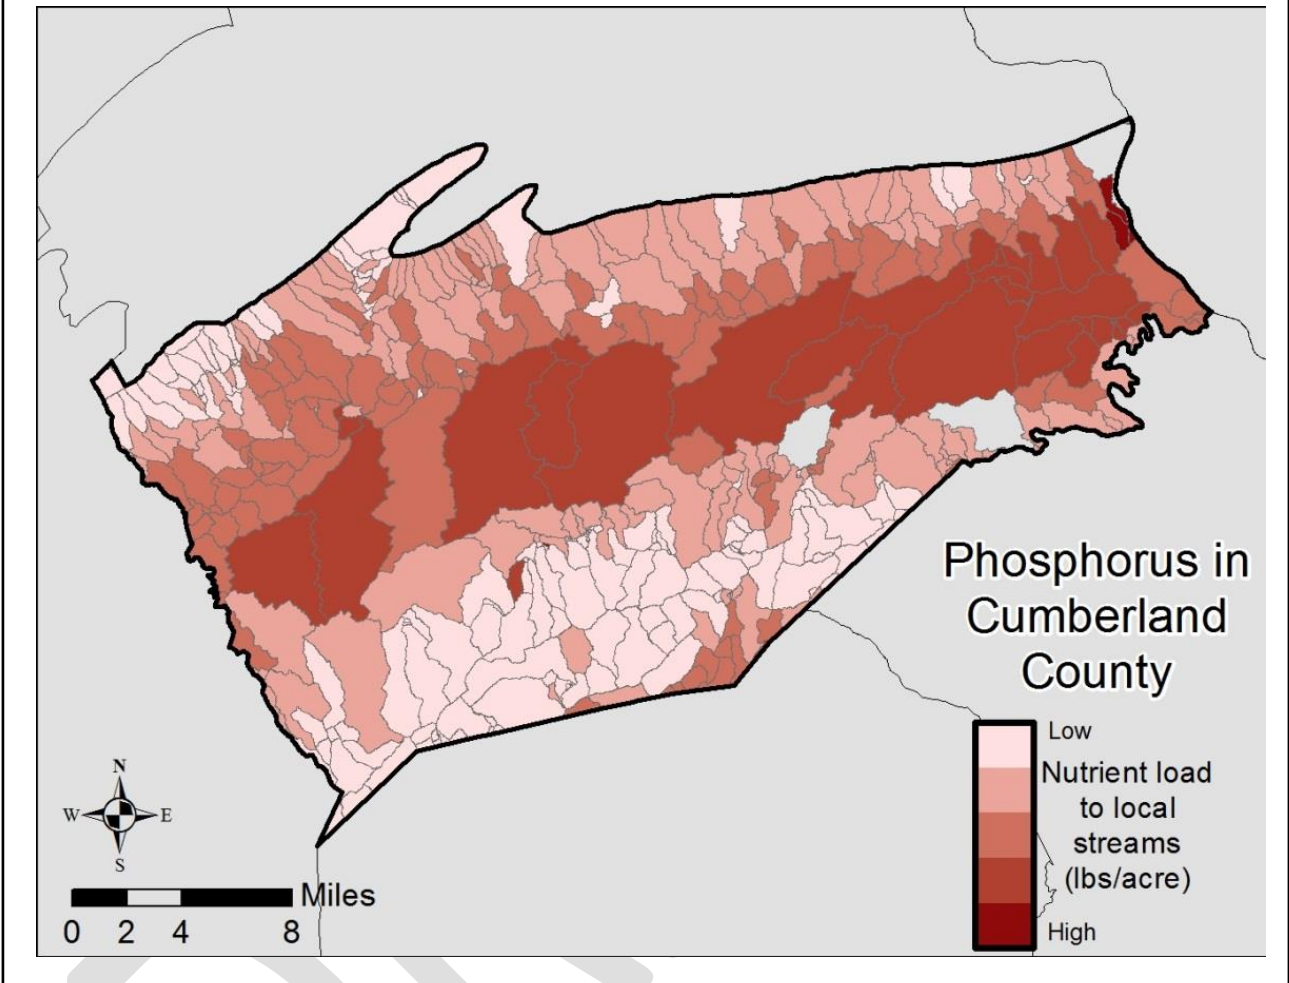 Phosphorus in
Cumberland
County
Low
Nutrient load
to local
streams
(lbs/acre)
High
N
W E
S
Miles
0 2 4 8